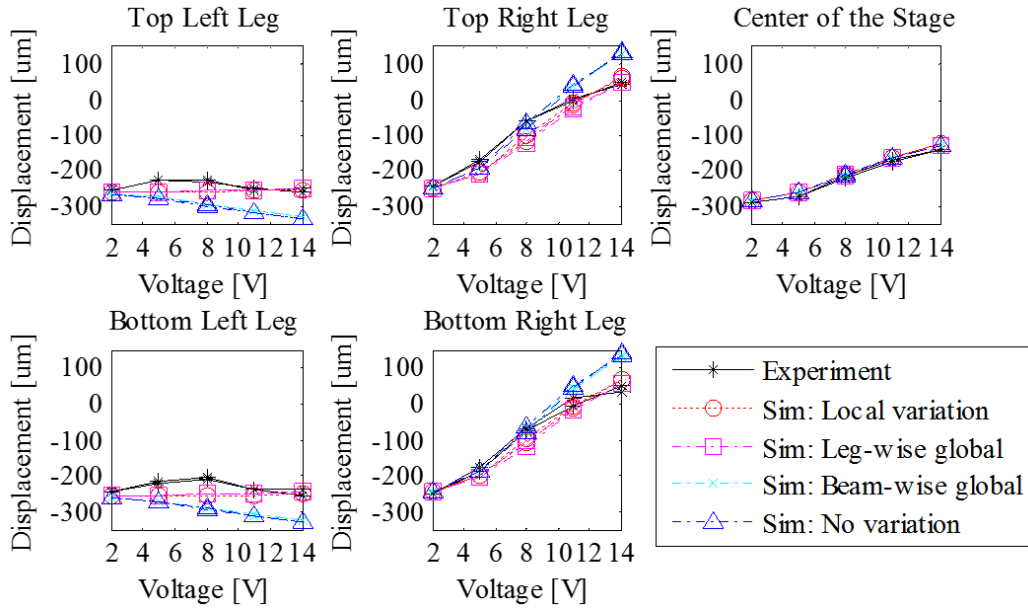 Top Left Leg
Top Right Leg
Center of the Stage
Displacement [um]
100
0
-100
-200
-300
2 4 6 8 10 12 14
Voltage [V]
Displacement [um]
100
0
-100
-200
-300
2 4 6 8 10 12 14
Voltage [V]
Displacement [um]
100
0
-100
-200
-300
2 4 6 8 10 12 14
Voltage [V]
Bottom Left Leg
Bottom Right Leg
Displacement [um]
100
0
-100
-200
-300
2 4 6 8 10 12 14
Voltage [V]
Displacement [um]
100
0
-100
-200
-300
2 4 6 8 10 12 14
Voltage [V]
Experiment
Sim: Local variation
Sim: Leg-wise global
Sim: Beam-wise global
Sim: No variation